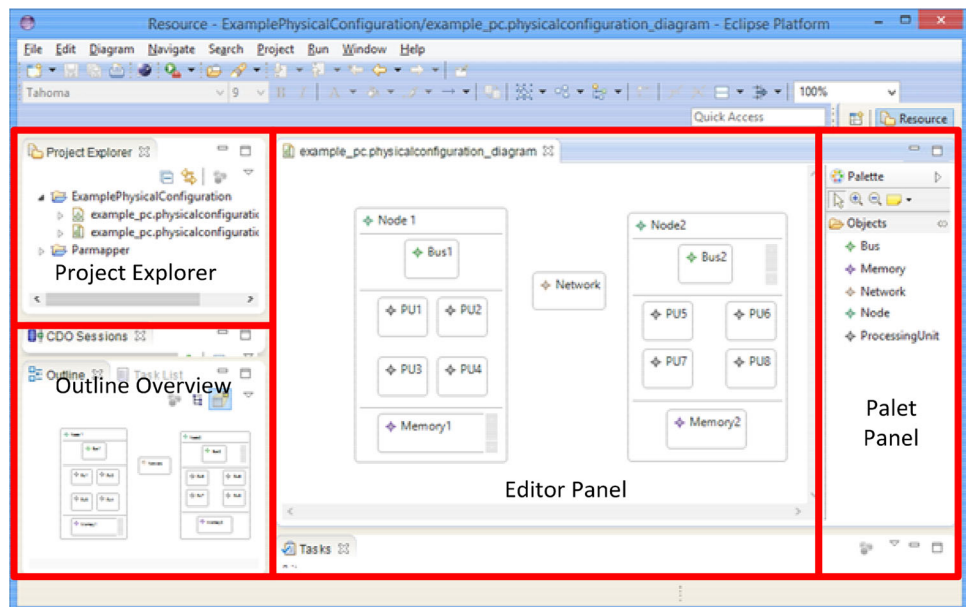 Resource - ExamplePhysicalConfiguration/example_pc.physicalconfiguration_diagram - Eclipse Platform
File Edit Diagram Navigate Search Project Run Window Help
Tahoma 9 B I A 100%
Quick Access Resource
Project Explorer
ExamplePhysicalConfiguration
example_pc.physicalconfiguratic
example_pc.physicalconfiguratic
Parmapper
Project Explorer
CDO Sessions
Outline Task List
Outline Overview
example_pc.physicalconfiguration_diagram
Node 1
Bus1
PU1 PU2
PU3 PU4
Memory1
Network
Node2
Bus2
PU5 PU6
PU7 PU8
Memory2
Editor Panel
Tasks
Palette
Objects
Bus
Memory
Network
Node
ProcessingUnit
Palet
Panel